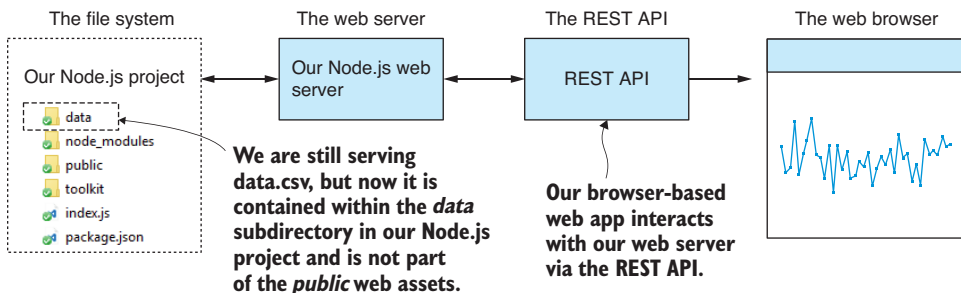 The file system
The web server
The REST API
The web browser
Our Node.js project
data
node_modules
public
toolkit
index.js
package.json
Our Node.js web
server
REST API
We are still serving
data.csv, but now it is
contained within the data
subdirectory in our Node.js
project and is not part
of the public web assets.
Our browser-based
web app interacts
with our web server
via the REST API.